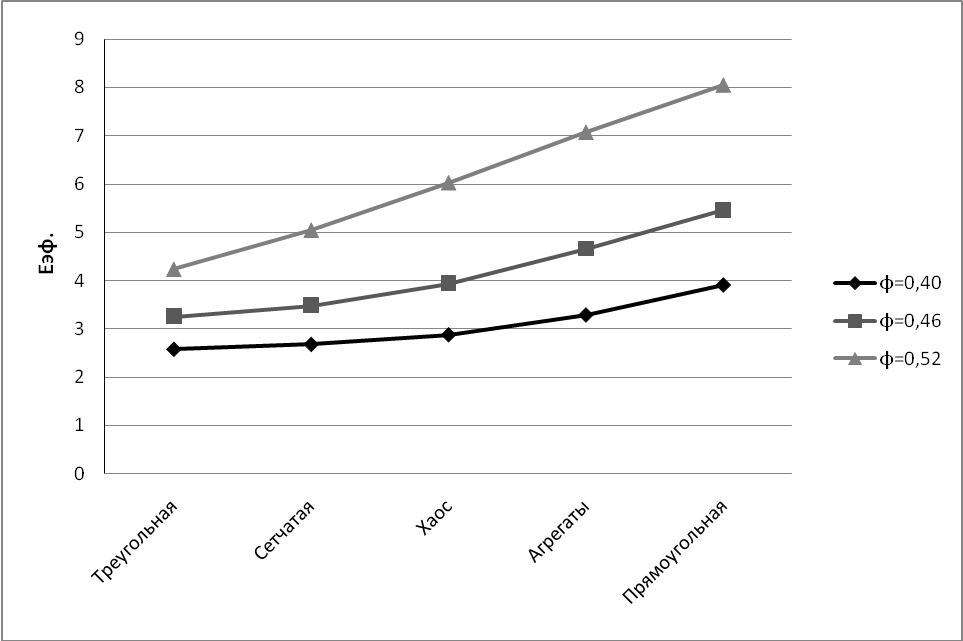 9
8
7
6
5
4
3
2
1
0
Eэф.
Треугольная
Сетчатая
Хаос
Агрегаты
Прямоугольная
ϕ=0,40
ϕ=0,46
ϕ=0,52